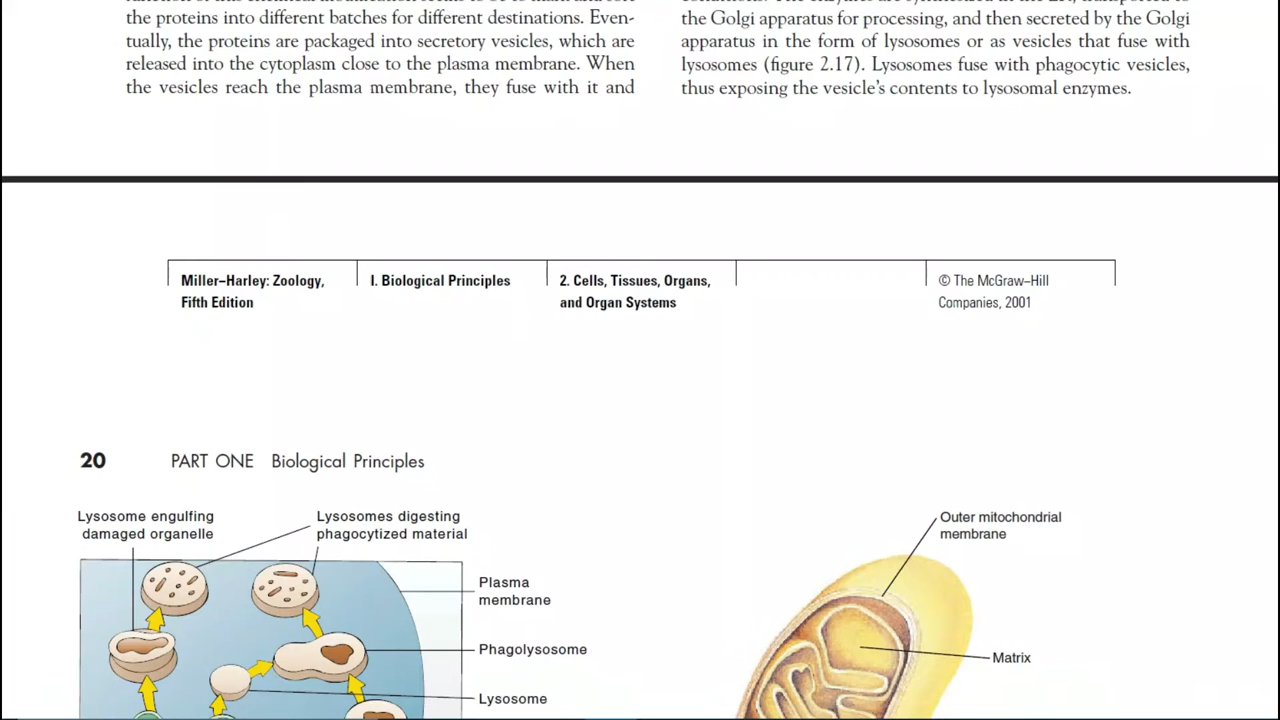 the proteins into different batches for different destinations. Even-
tually, the proteins are packaged into secretory vesicles, which are
released into the cytoplasm close to the plasma membrane. When
the vesicles reach the plasma membrane, they fuse with it and
the Golgi apparatus for processing, and then secreted by the Golgi
apparatus in the form of lysosomes or as vesicles that fuse with
lysosomes (figure 2.17). Lysosomes fuse with phagocytic vesicles,
thus exposing the vesicle's contents to lysosomal enzymes.
Miller–Harley: Zoology,
Fifth Edition
I. Biological Principles
2. Cells, Tissues, Organs,
and Organ Systems
© The McGraw–Hill
Companies, 2001
20 PART ONE Biological Principles
Lysosome engulfing
damaged organelle
Lysosomes digesting
phagocytized material
Plasma
membrane
Phagolysosome
Lysosome
Outer mitochondrial
membrane
Matrix